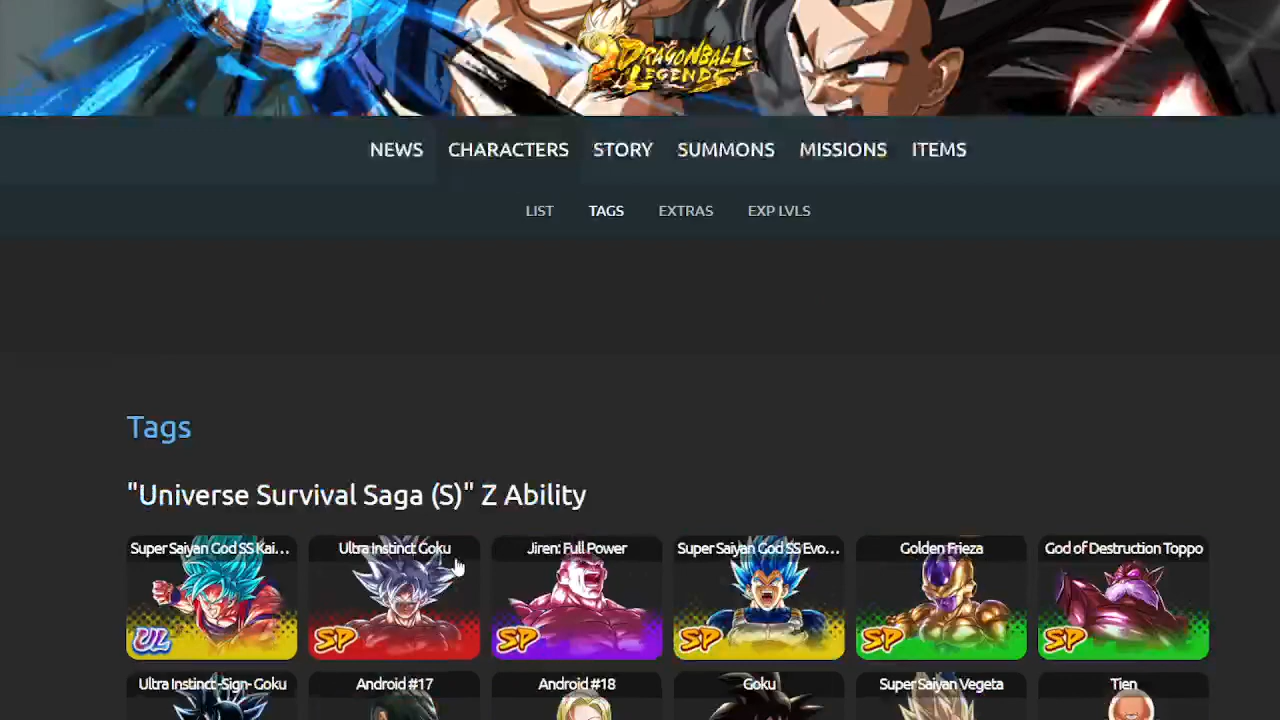 DRAGONBALL
LEGENDS
NEWS CHARACTERS STORY SUMMONS MISSIONS ITEMS
LIST TAGS EXTRAS EXP LVLS
Tags
"Universe Survival Saga (S)" Z Ability
Super Saiyan God SS Kai... Ultra Instinct Goku Jiren: Full Power Super Saiyan God SS Evo... Golden Frieza God of Destruction Toppo
UL SP SP SP SP SP
Ultra Instinct -Sign- Goku Android #17 Android #18 Goku Super Saiyan Vegeta Tien